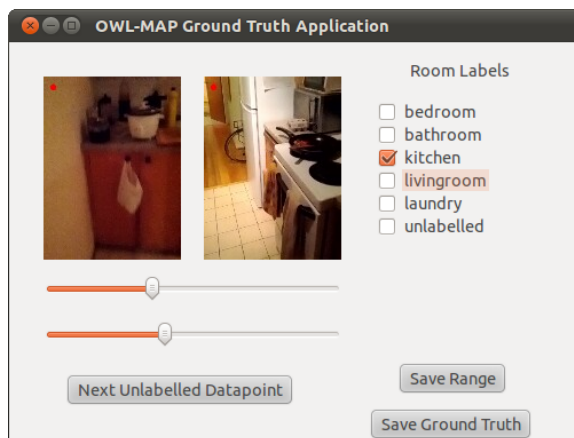 OWL-MAP Ground Truth Application
Room Labels
bedroom
bathroom
kitchen
livingroom
laundry
unlabelled
Next Unlabelled Datapoint
Save Range
Save Ground Truth